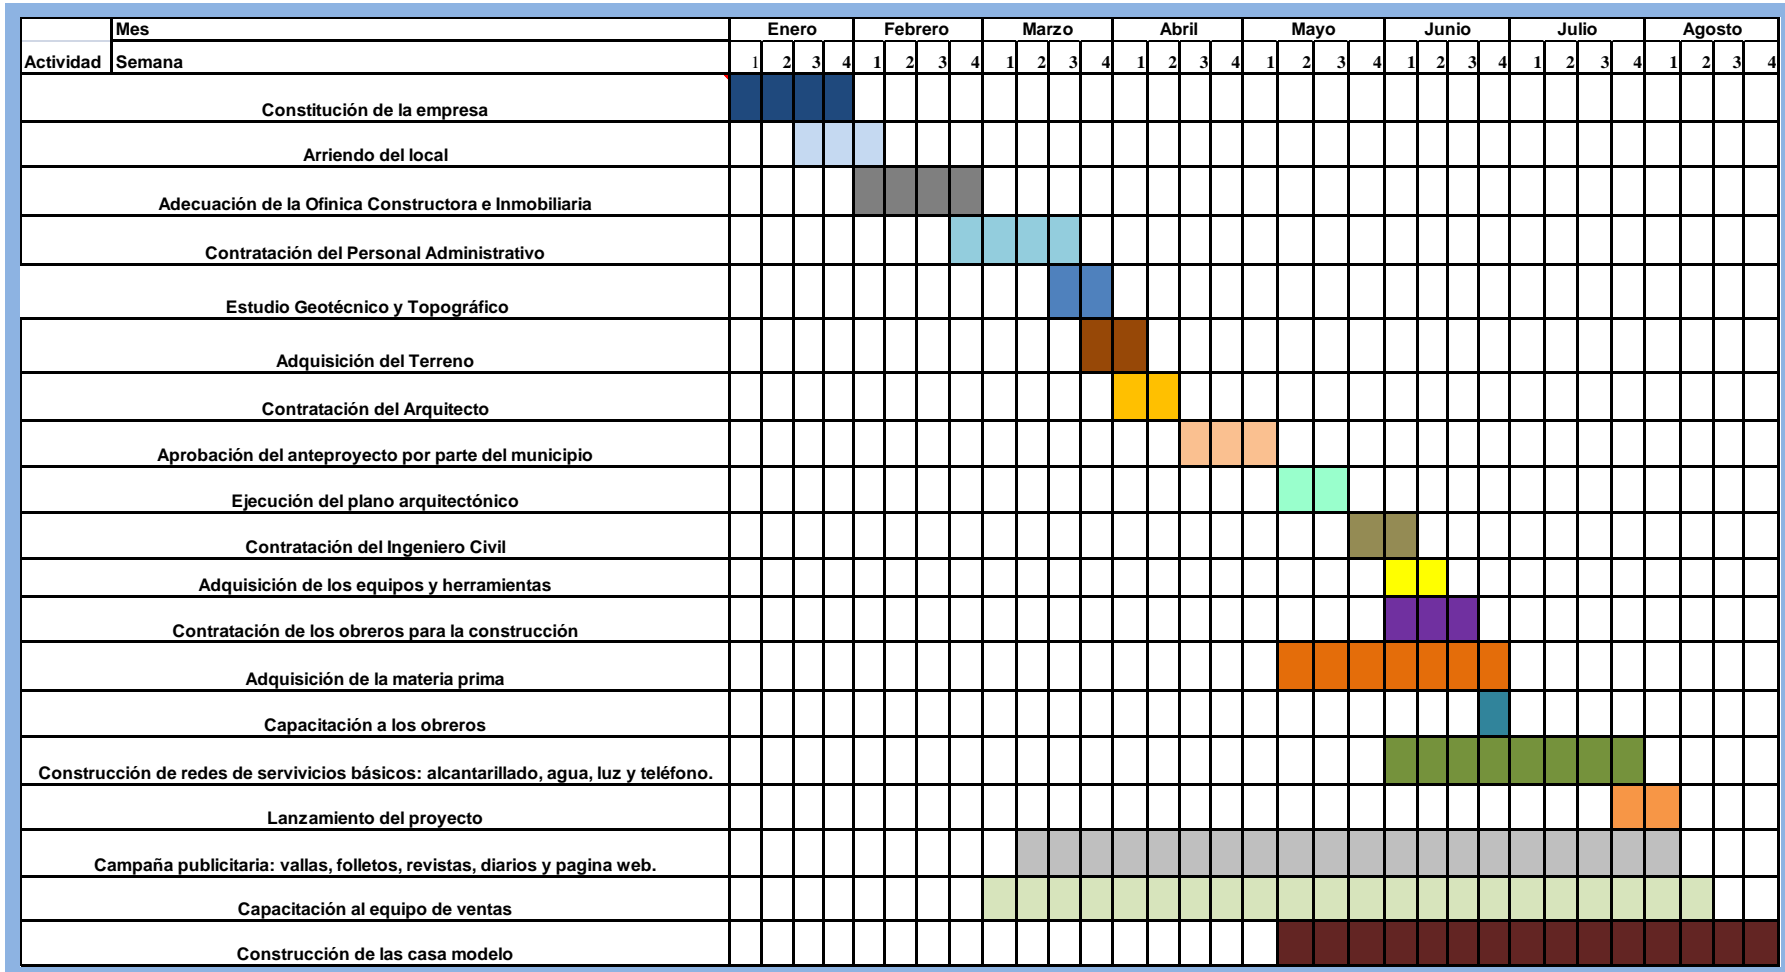 Mes Enero Febrero Marzo Abril Mayo Junio Julio Agosto
Actividad Semana 1 2 3 4 1 2 3 4 1 2 3 4 1 2 3 4 1 2 3 4 1 2 3 4 1 2 3 4 1 2 3 4
Constitución de la empresa
Arriendo del local
Adecuación de la Ofinica Constructora e Inmobiliaria
Contratación del Personal Administrativo
Estudio Geotécnico y Topográfico
Adquisición del Terreno
Contratación del Arquitecto
Aprobación del anteproyecto por parte del municipio
Ejecución del plano arquitectónico
Contratación del Ingeniero Civil
Adquisición de los equipos y herramientas
Contratación de los obreros para la construcción
Adquisición de la materia prima
Capacitación a los obreros
Construcción de redes de servivicios básicos: alcantarillado, agua, luz y teléfono.
Lanzamiento del proyecto
Campaña publicitaria: vallas, folletos, revistas, diarios y pagina web.
Capacitación al equipo de ventas
Construcción de las casa modelo